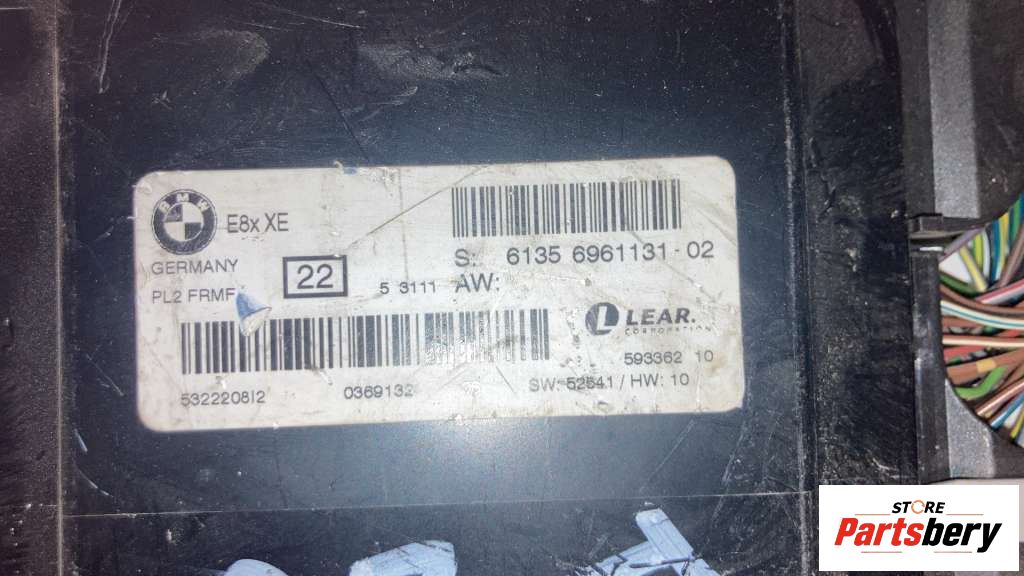 BMW
E8x XE
GERMANY
22
PL2 FRMF
5 3111
S: 6135 6961131-02
AW:
L LEAR.
CORPORATION
593362 10
532220812
0369132
SW: 52541 / HW: 10
STORE
Partsbery